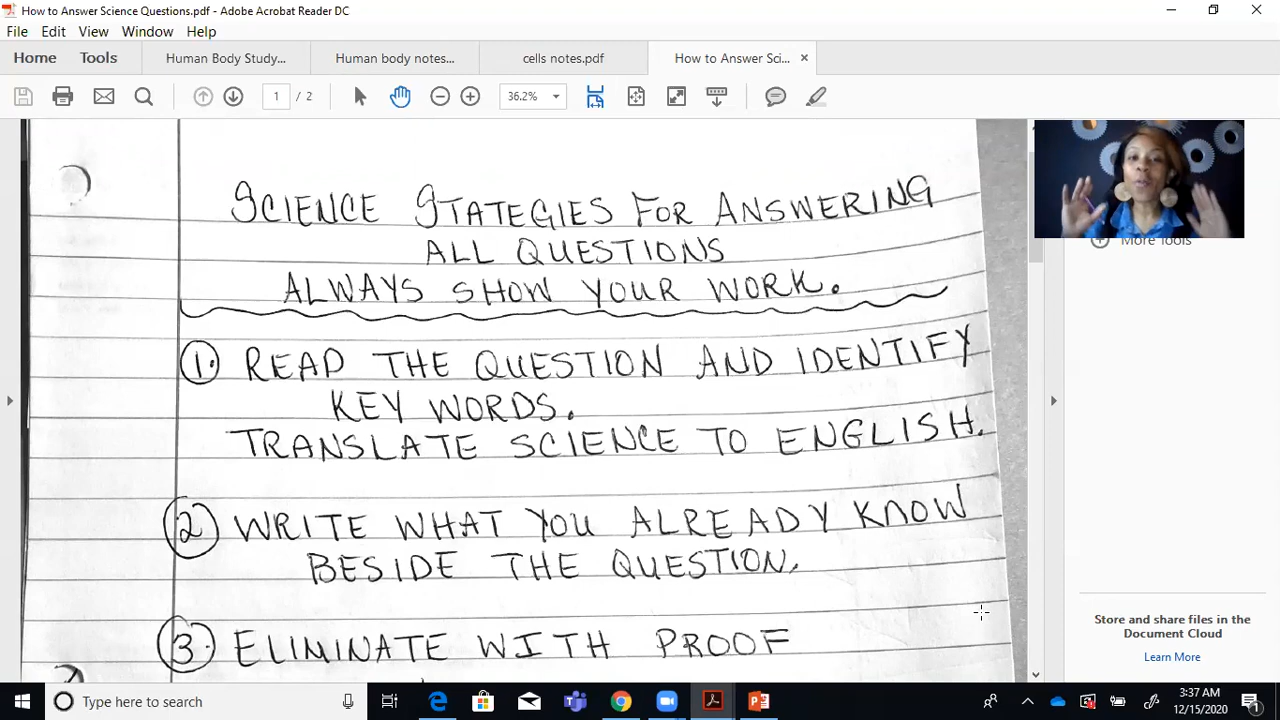 How to Answer Science Questions.pdf - Adobe Acrobat Reader DC
File Edit View Window Help
Home Tools Human Body Study... Human body notes... cells notes.pdf How to Answer Sci... ×
1 / 2 36.2%
SCIENCE STATEGIES FOR ANSWERING
ALL QUESTIONS
ALWAYS SHOW YOUR WORK.
1. READ THE QUESTION AND IDENTIFY
KEY WORDS.
TRANSLATE SCIENCE TO ENGLISH.
2. WRITE WHAT YOU ALREADY KNOW
BESIDE THE QUESTION.
3. ELIMINATE WITH PROOF
More Tools
Store and share files in the
Document Cloud
Learn More
Type here to search
3:37 AM
12/15/2020
1